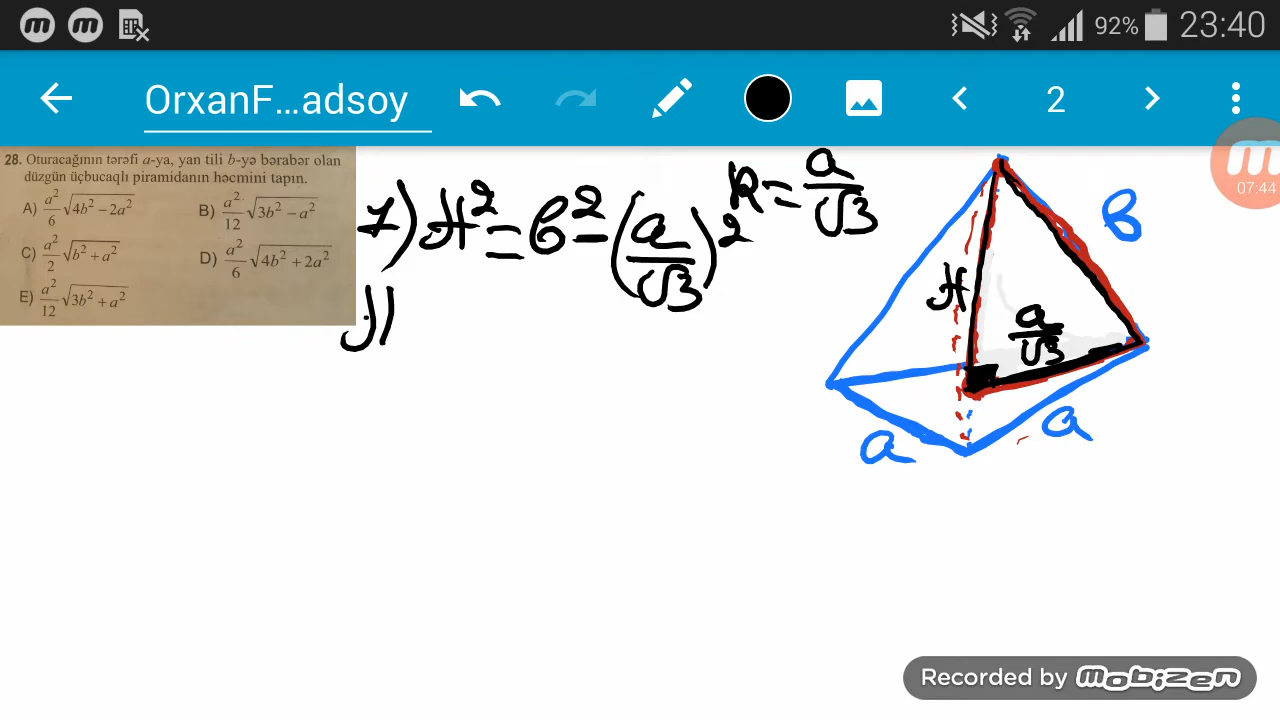 92% 23:40
OrxanF...adsoy 2
07:44
28. Oturacağının tərəfi a-ya, yan tili b-yə bərabər olan
düzgün üçbucaqlı piramidanın həcmini tapın.
A) a²/6 √(4b² − 2a²) B) a²/12 √(3b² − a²)
C) a²/2 √(b² + a²) D) a²/6 √(4b² + 2a²)
E) a²/12 √(3b² + a²)
1) H² = b² − (a/√3)²
R = a/√3
b
H
a/√3
a
a
Recorded by mobizen